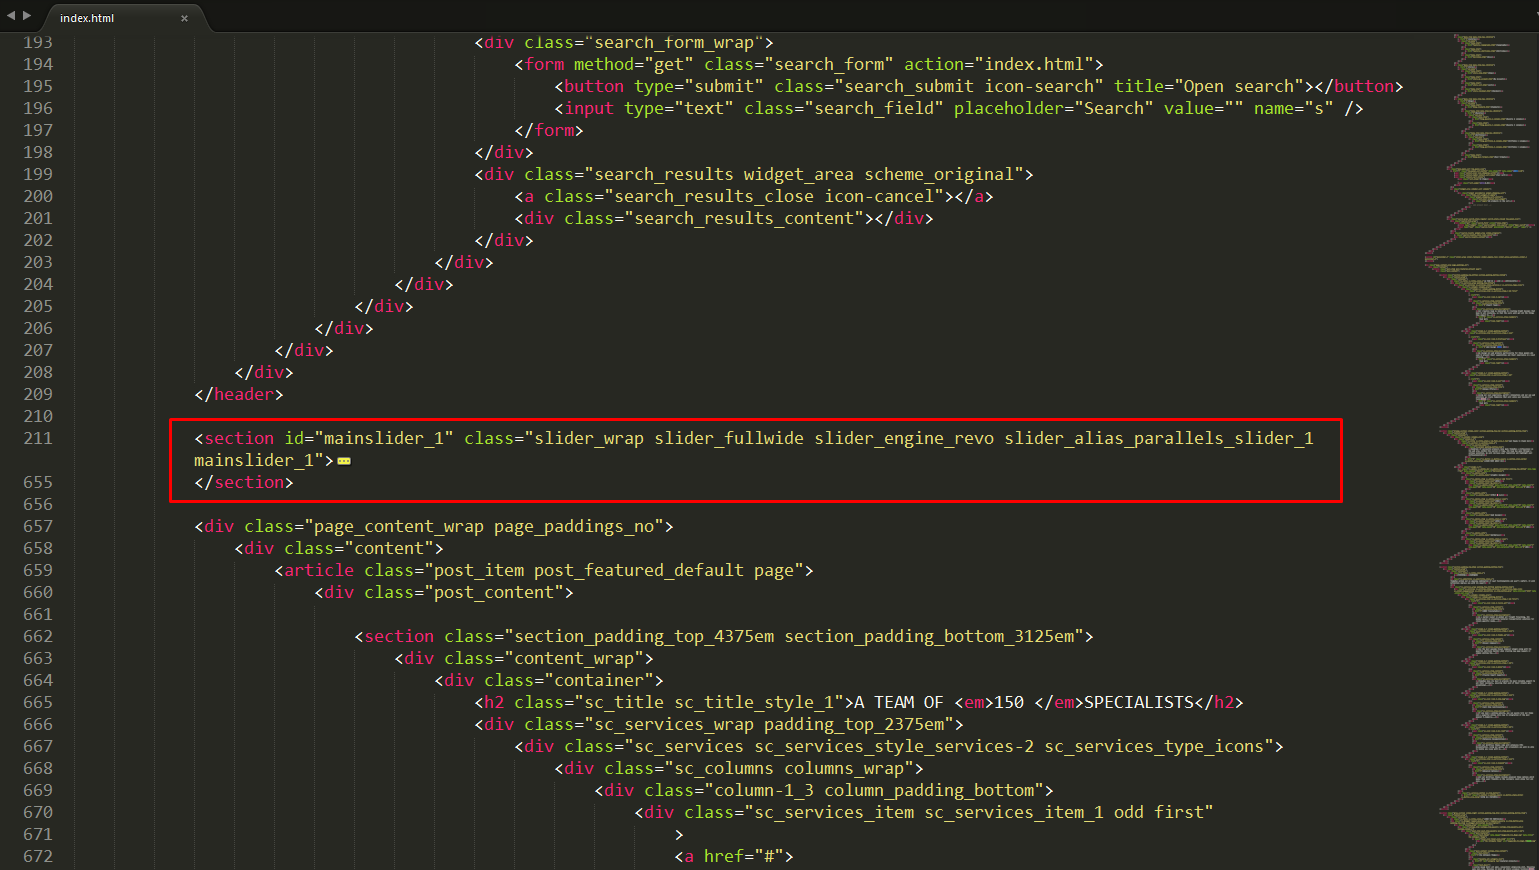 index.html ×
193 <div class="search_form_wrap">
194 <form method="get" class="search_form" action="index.html">
195 <button type="submit"  class="search_submit icon-search" title="Open search"></button>
196 <input type="text" class="search_field" placeholder="Search" value="" name="s" />
197 </form>
198 </div>
199 <div class="search_results widget_area scheme_original">
200 <a class="search_results_close icon-cancel"></a>
201 <div class="search_results_content"></div>
202 </div>
203 </div>
204 </div>
205 </div>
206 </div>
207 </div>
208 </div>
209 </header>
210
211 <section id="mainslider_1" class="slider_wrap slider_fullwide slider_engine_revo slider_alias_parallels_slider_1
mainslider_1">
655 </section>
656
657 <div class="page_content_wrap page_paddings_no">
658 <div class="content">
659 <article class="post_item post_featured_default page">
660 <div class="post_content">
661
662 <section class="section_padding_top_4375em section_padding_bottom_3125em">
663 <div class="content_wrap">
664 <div class="container">
665 <h2 class="sc_title sc_title_style_1">A TEAM OF <em>150 </em>SPECIALISTS</h2>
666 <div class="sc_services_wrap padding_top_2375em">
667 <div class="sc_services sc_services_style_services-2 sc_services_type_icons">
668 <div class="sc_columns columns_wrap">
669 <div class="column-1_3 column_padding_bottom">
670 <div class="sc_services_item sc_services_item_1 odd first"
671 >
672 <a href="#">